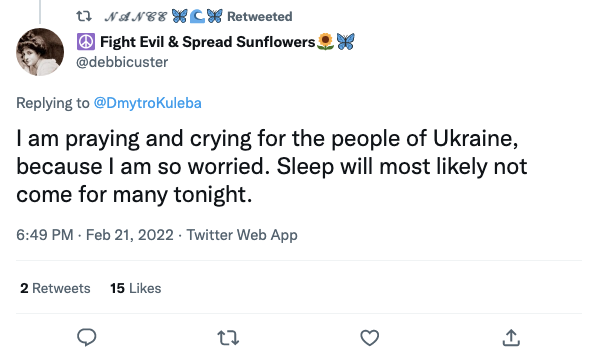 𝓝𝓐𝓝𝓒𝓔 🦋🌊🦋 Retweeted
☮️ Fight Evil & Spread Sunflowers🌻🦋
@debbicuster
Replying to @DmytroKuleba
I am praying and crying for the people of Ukraine,
because I am so worried. Sleep will most likely not
come for many tonight.
6:49 PM · Feb 21, 2022 · Twitter Web App
2 Retweets 15 Likes